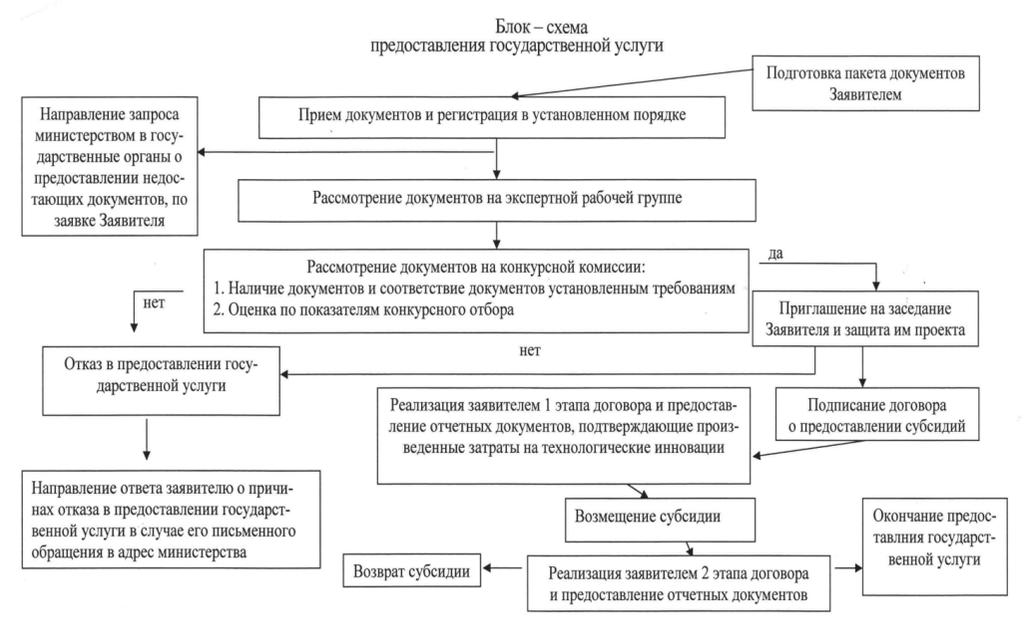 Блок – схема
предоставления государственной услуги
Подготовка пакета документов
Заявителем
Прием документов и регистрация в установленном порядке
Направление запроса
министерством в госу-
дарственные органы о
предоставлении недос-
тающих документов, по
заявке Заявителя
Рассмотрение документов на экспертной рабочей группе
Рассмотрение документов на конкурсной комиссии:
1. Наличие документов и соответствие документов установленным требованиям
2. Оценка по показателям конкурсного отбора
да
нет
Приглашение на заседание
Заявителя и защита им проекта
нет
Отказ в предоставлении госу-
дарственной услуги
Реализация заявителем 1 этапа договора и предостав-
ление отчетных документов, подтверждающие произ-
веденные затраты на технологические инновации
Подписание договора
о предоставлении субсидий
Направление ответа заявителю о причи-
нах отказа в предоставлении государст-
венной услуги в случае его письменного
обращения в адрес министерства
Возмещение субсидии
Окончание предос-
тавлния государст-
венной услуги
Возврат субсидии
Реализация заявителем 2 этапа договора
и предоставление отчетных документов